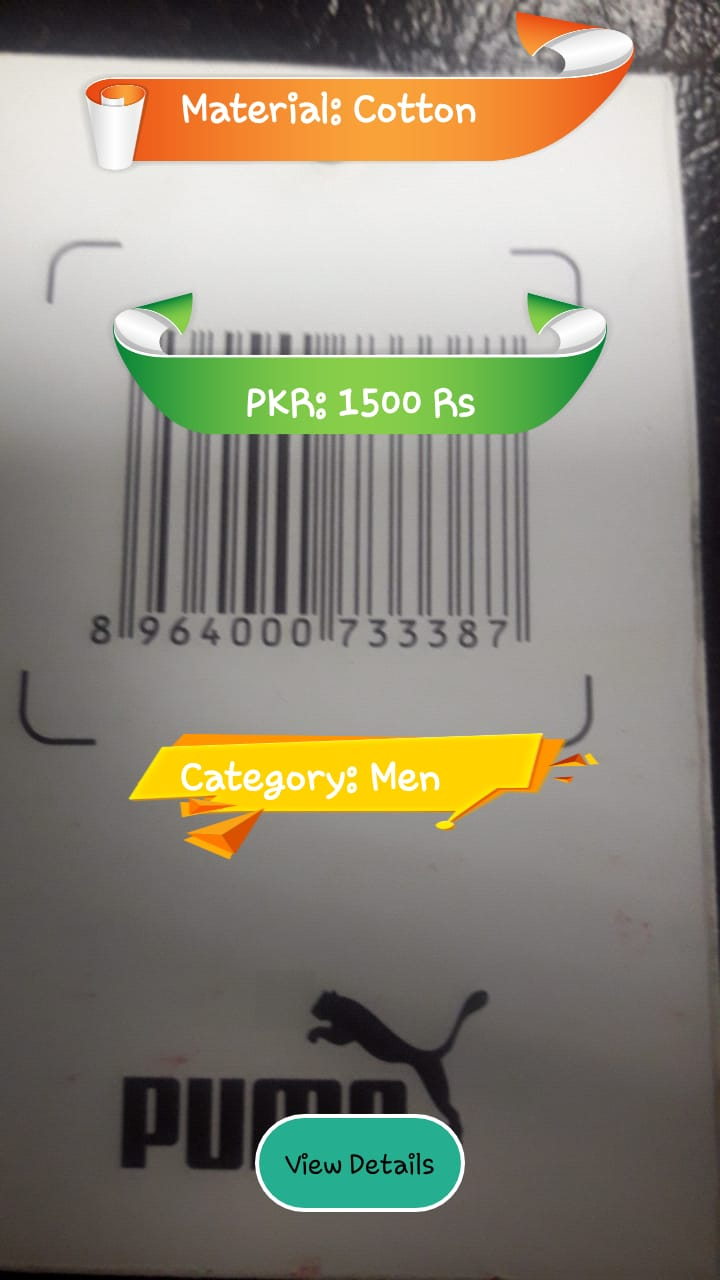 Material: Cotton
PKR: 1500 Rs
8 964000 733387
Category: Men
PUMA
View Details